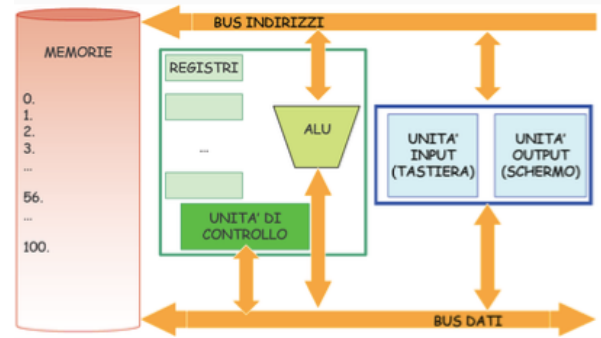 BUS INDIRIZZI
MEMORIE
0.
1.
2.
3.
...
56.
...
100.
REGISTRI
...
ALU
UNITA' DI
CONTROLLO
UNITA'
INPUT
(TASTIERA)
UNITA'
OUTPUT
(SCHERMO)
BUS DATI